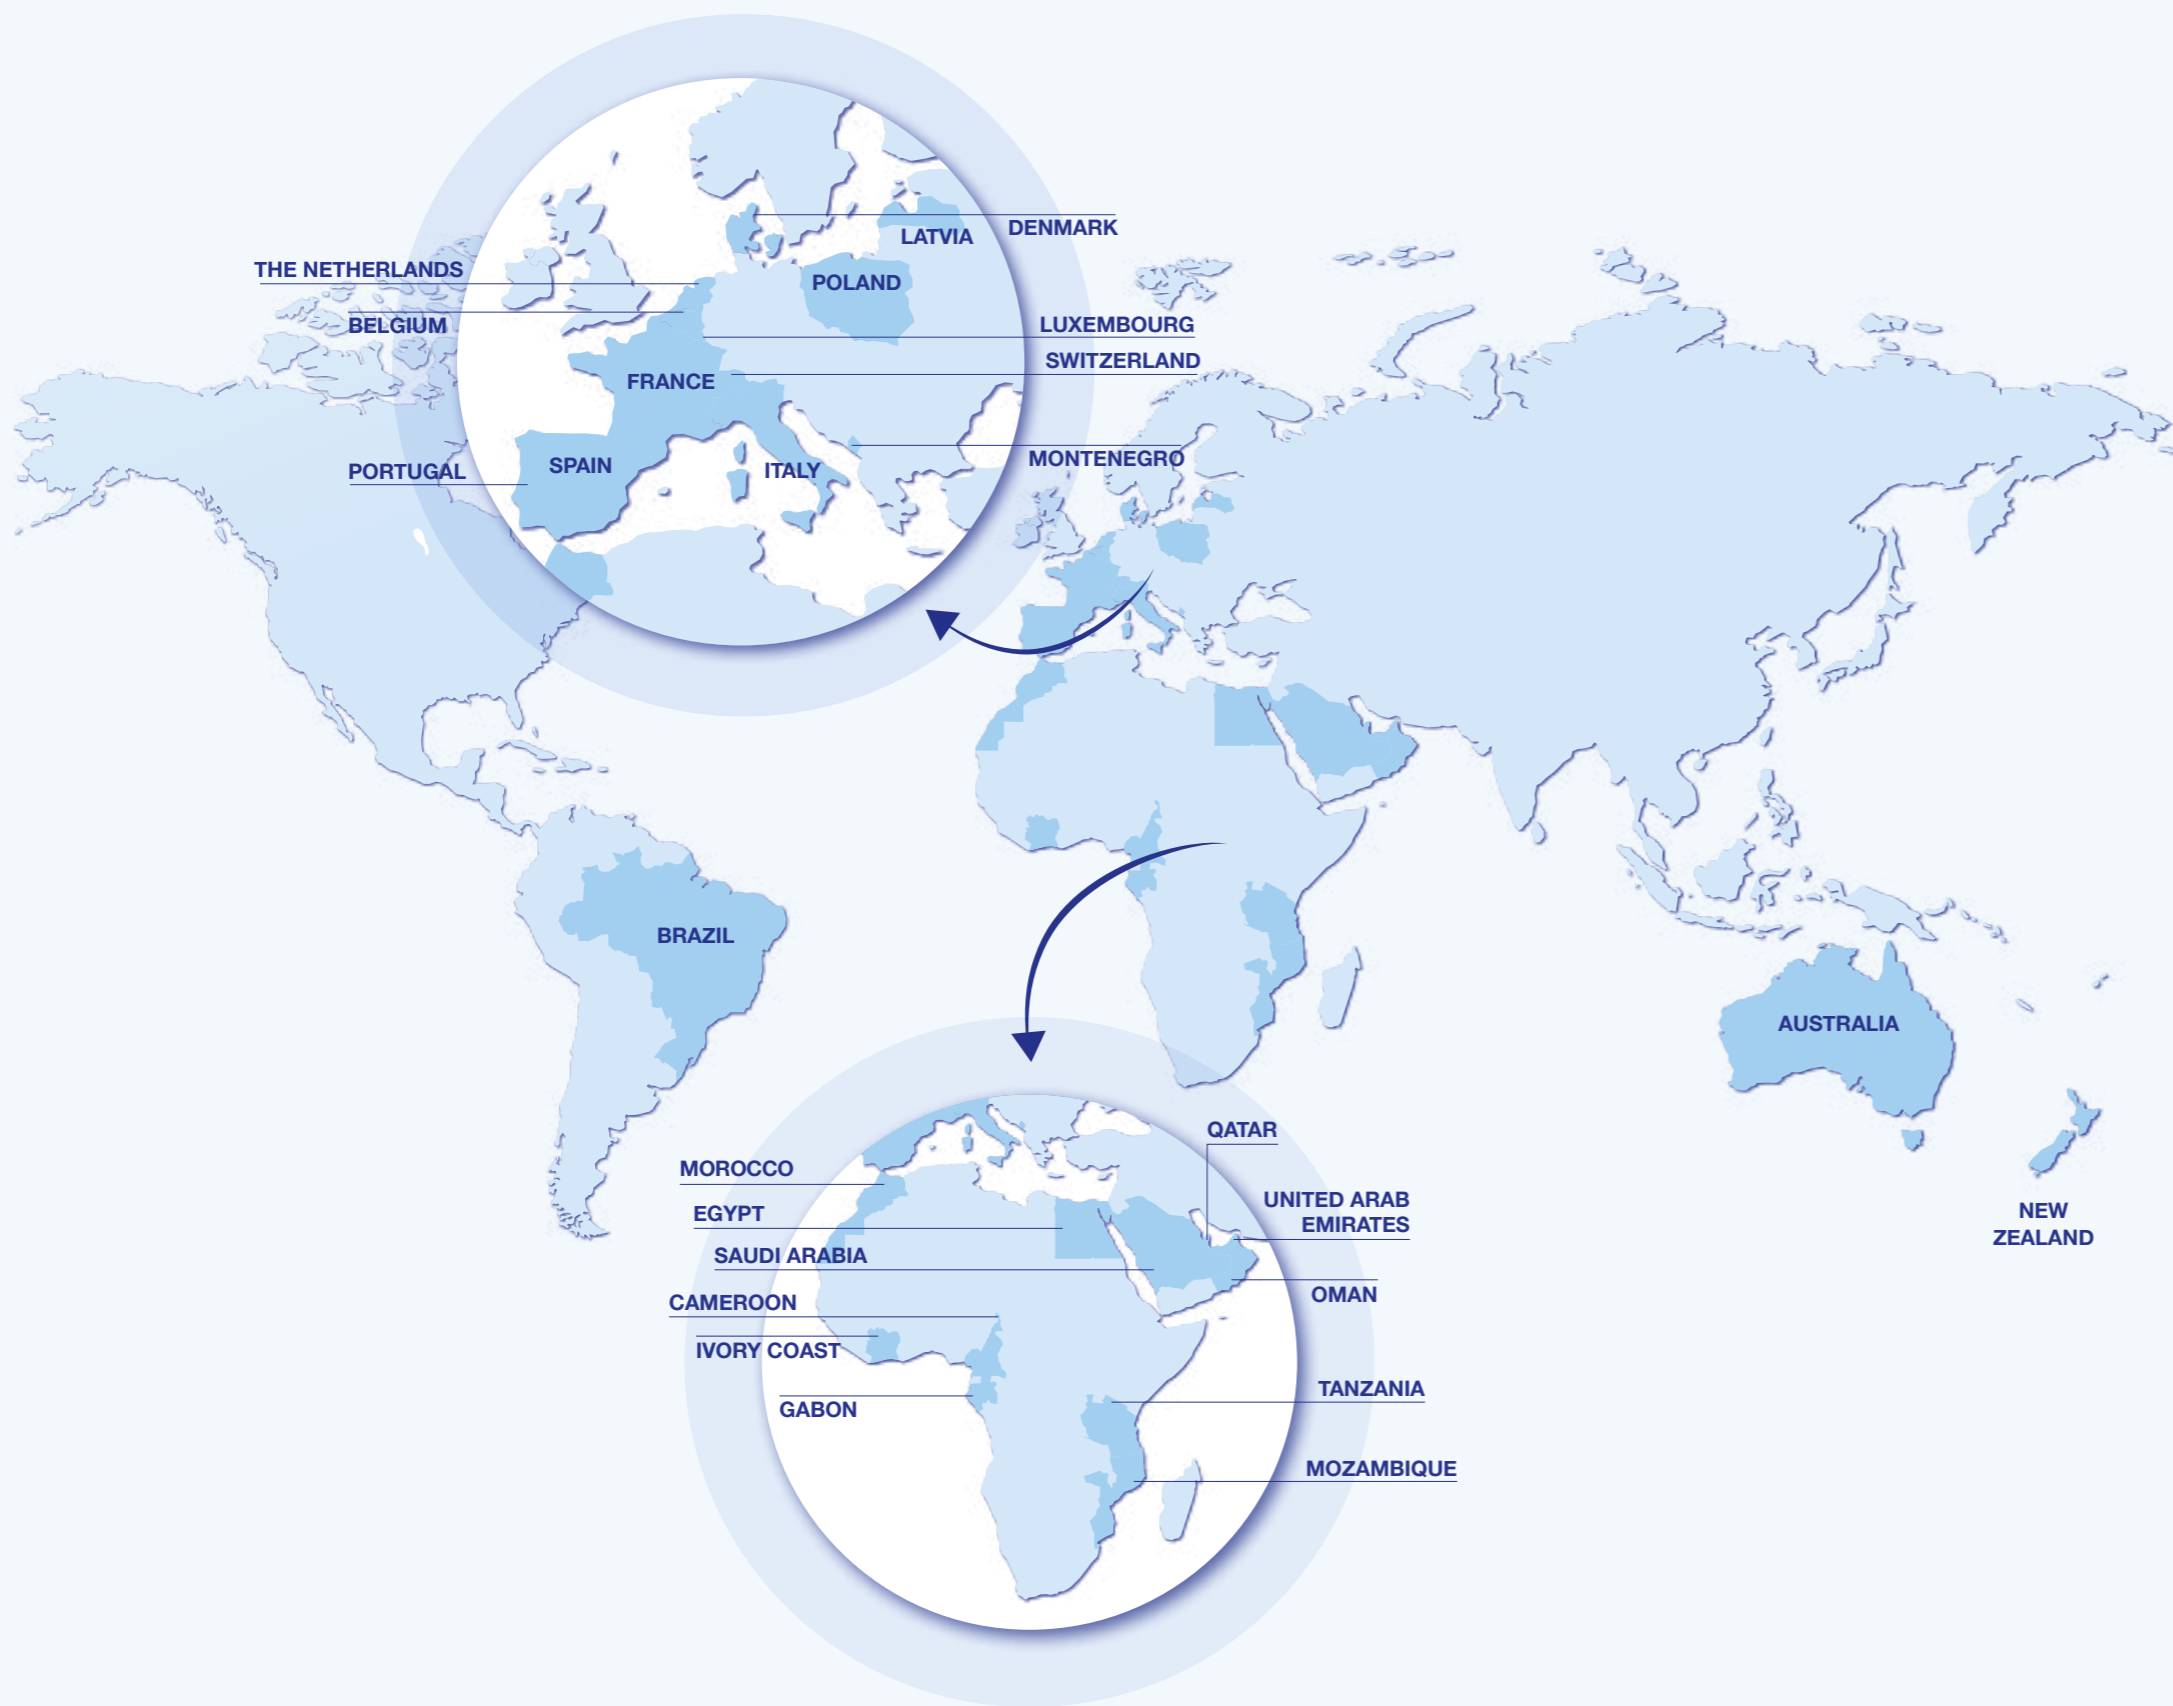 DENMARK
LATVIA
THE NETHERLANDS
POLAND
BELGIUM
LUXEMBOURG
SWITZERLAND
FRANCE
MONTENEGRO
PORTUGAL
SPAIN
ITALY
BRAZIL
AUSTRALIA
NEW
ZEALAND
QATAR
MOROCCO
UNITED ARAB
EMIRATES
EGYPT
SAUDI ARABIA
OMAN
CAMEROON
IVORY COAST
GABON
TANZANIA
MOZAMBIQUE